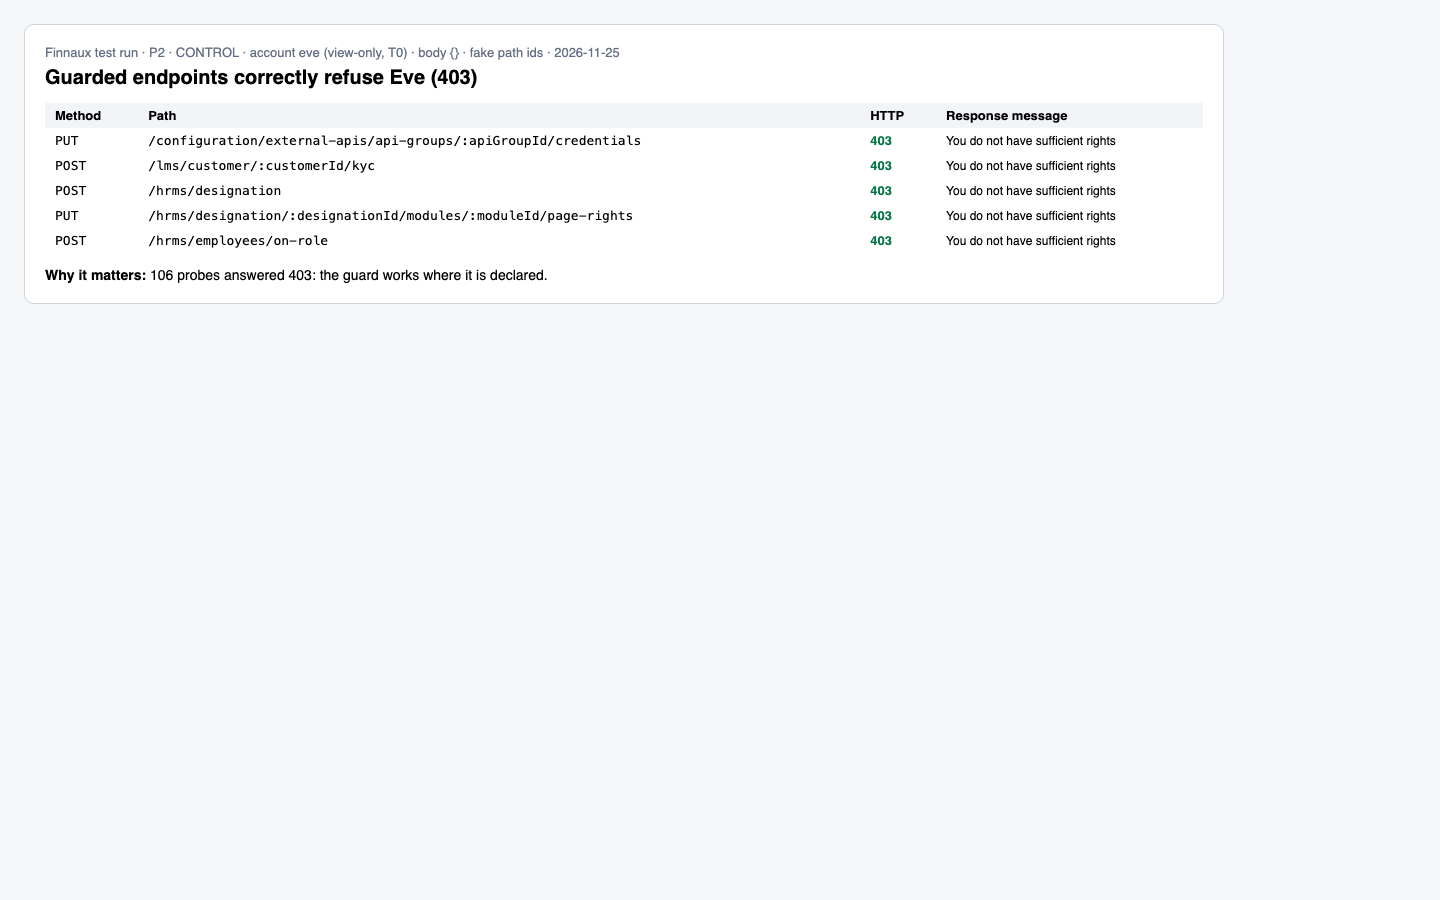 Finnaux test run · P2 · CONTROL · account eve (view-only, T0) · body {} · fake path ids · 2026-11-25
Guarded endpoints correctly refuse Eve (403)
Method Path HTTP Response message
PUT /configuration/external-apis/api-groups/:apiGroupId/credentials 403 You do not have sufficient rights
POST /lms/customer/:customerId/kyc 403 You do not have sufficient rights
POST /hrms/designation 403 You do not have sufficient rights
PUT /hrms/designation/:designationId/modules/:moduleId/page-rights 403 You do not have sufficient rights
POST /hrms/employees/on-role 403 You do not have sufficient rights
Why it matters: 106 probes answered 403: the guard works where it is declared.